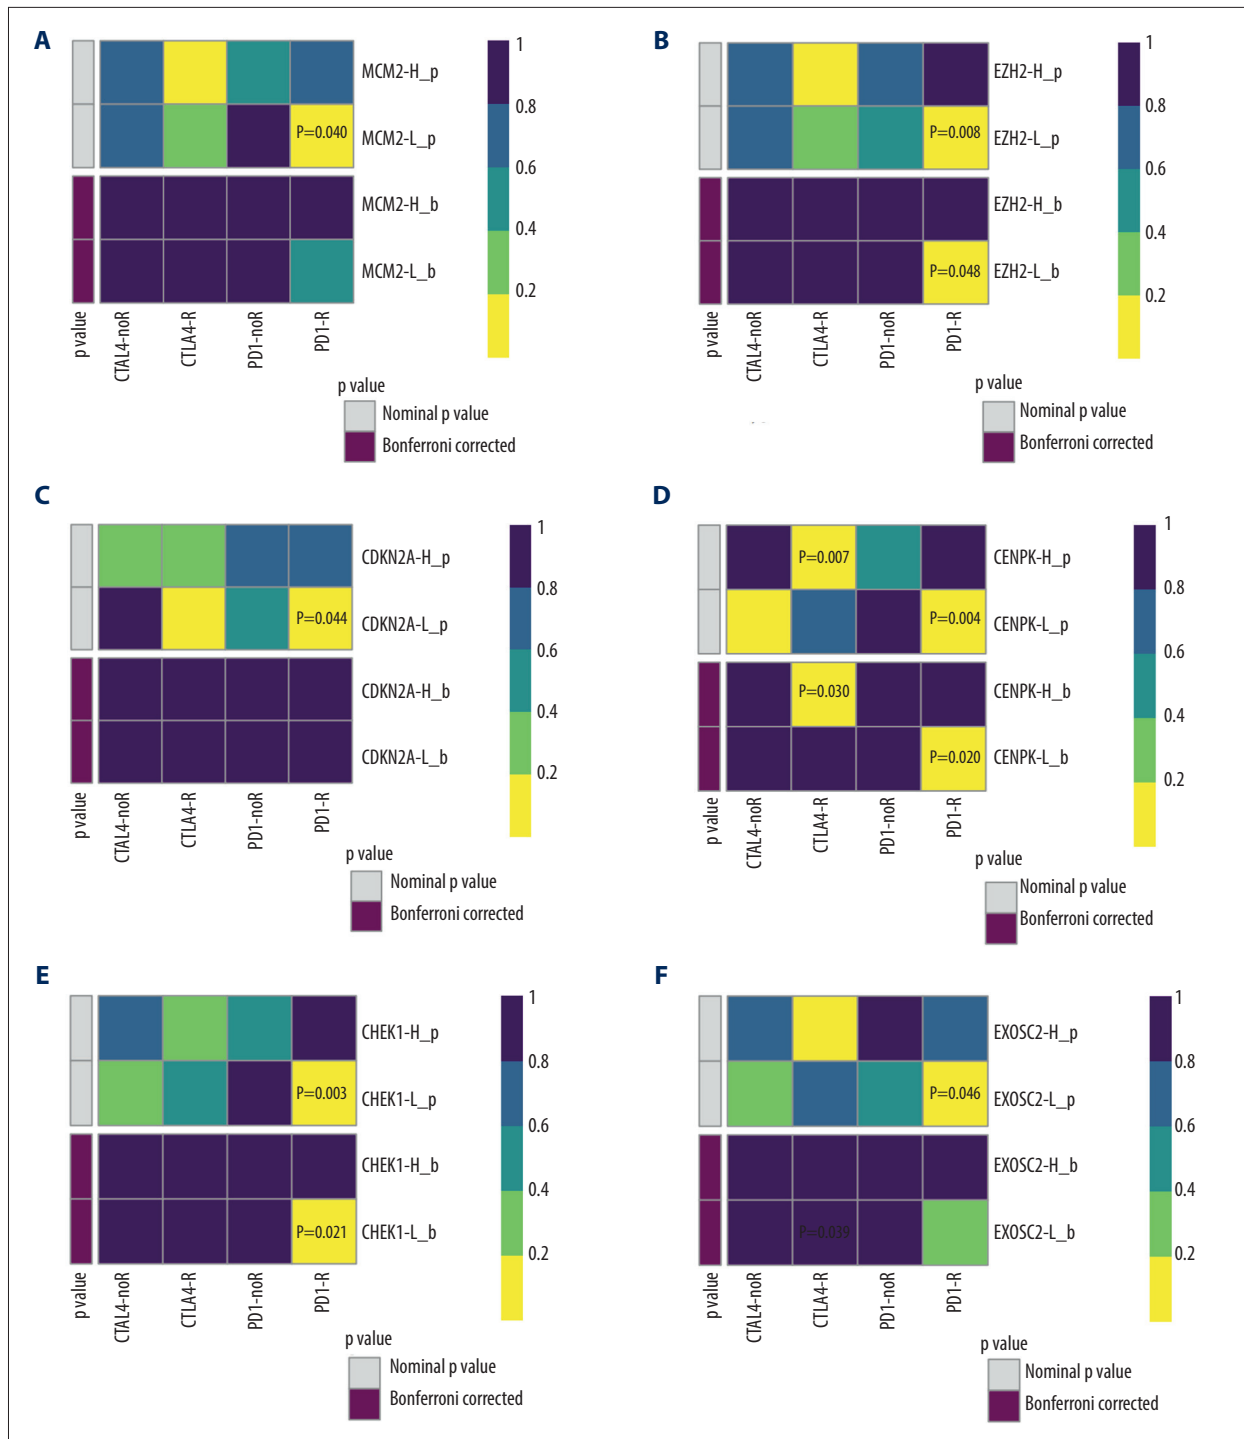 A
MCM2-H_p
MCM2-L_p
MCM2-H_b
MCM2-L_b
P=0.040
1
0.8
0.6
0.4
0.2
p value
CTAL4-noR
CTLA4-R
PD1-noR
PD1-R
p value
Nominal p value
Bonferroni corrected
B
EZH2-H_p
EZH2-L_p
EZH2-H_b
EZH2-L_b
P=0.008
P=0.048
1
0.8
0.6
0.4
0.2
p value
CTAL4-noR
CTLA4-R
PD1-noR
PD1-R
p value
Nominal p value
Bonferroni corrected
C
CDKN2A-H_p
CDKN2A-L_p
CDKN2A-H_b
CDKN2A-L_b
P=0.044
1
0.8
0.6
0.4
0.2
p value
CTAL4-noR
CTLA4-R
PD1-noR
PD1-R
p value
Nominal p value
Bonferroni corrected
D
CENPK-H_p
CENPK-L_p
CENPK-H_b
CENPK-L_b
P=0.007
P=0.004
P=0.030
P=0.020
1
0.8
0.6
0.4
0.2
p value
CTAL4-noR
CTLA4-R
PD1-noR
PD1-R
p value
Nominal p value
Bonferroni corrected
E
CHEK1-H_p
CHEK1-L_p
CHEK1-H_b
CHEK1-L_b
P=0.003
P=0.021
1
0.8
0.6
0.4
0.2
p value
CTAL4-noR
CTLA4-R
PD1-noR
PD1-R
p value
Nominal p value
Bonferroni corrected
F
EXOSC2-H_p
EXOSC2-L_p
EXOSC2-H_b
EXOSC2-L_b
P=0.046
P=0.039
1
0.8
0.6
0.4
0.2
p value
CTAL4-noR
CTLA4-R
PD1-noR
PD1-R
p value
Nominal p value
Bonferroni corrected